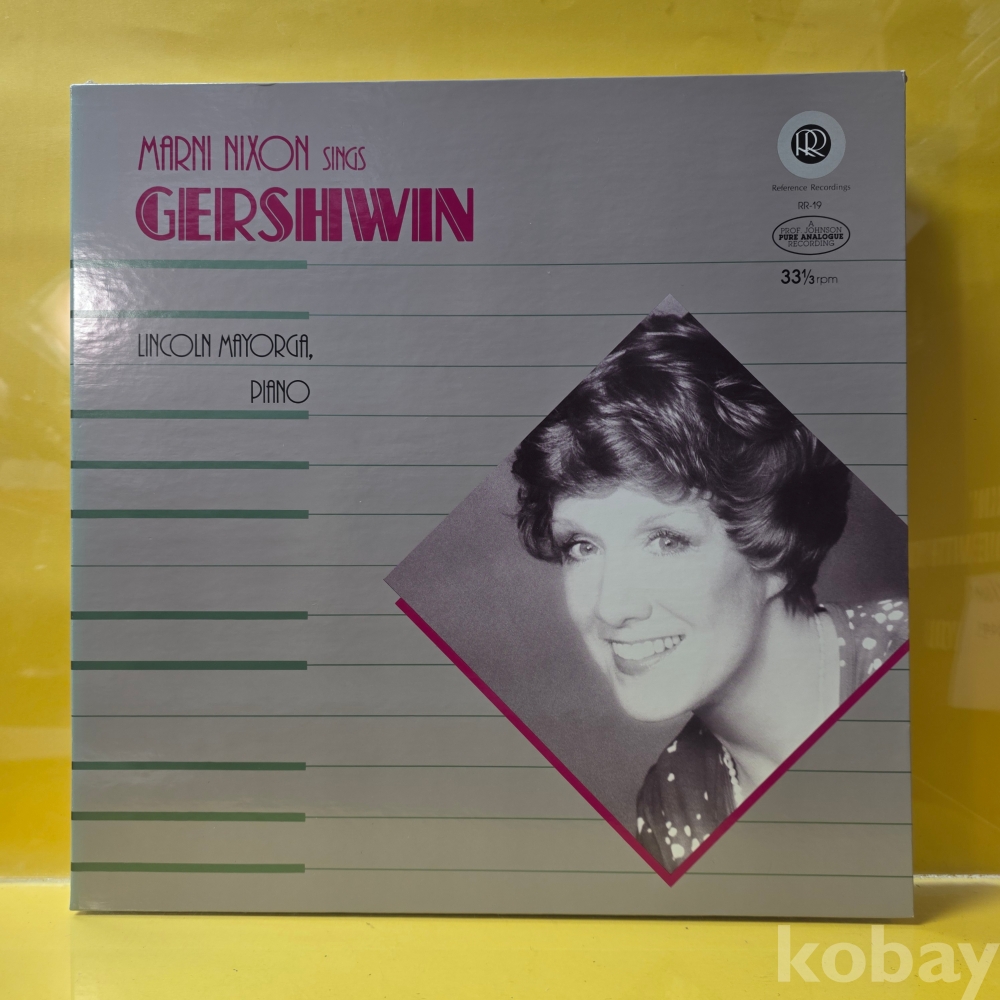 MARNI NIXON SINGS
GERSHWIN
LINCOLN MAYORGA,
PIANO
RR
Reference Recordings
RR-19
A
PROF. JOHNSON
PURE ANALOGUE
RECORDING
33⅓ rpm
kobay